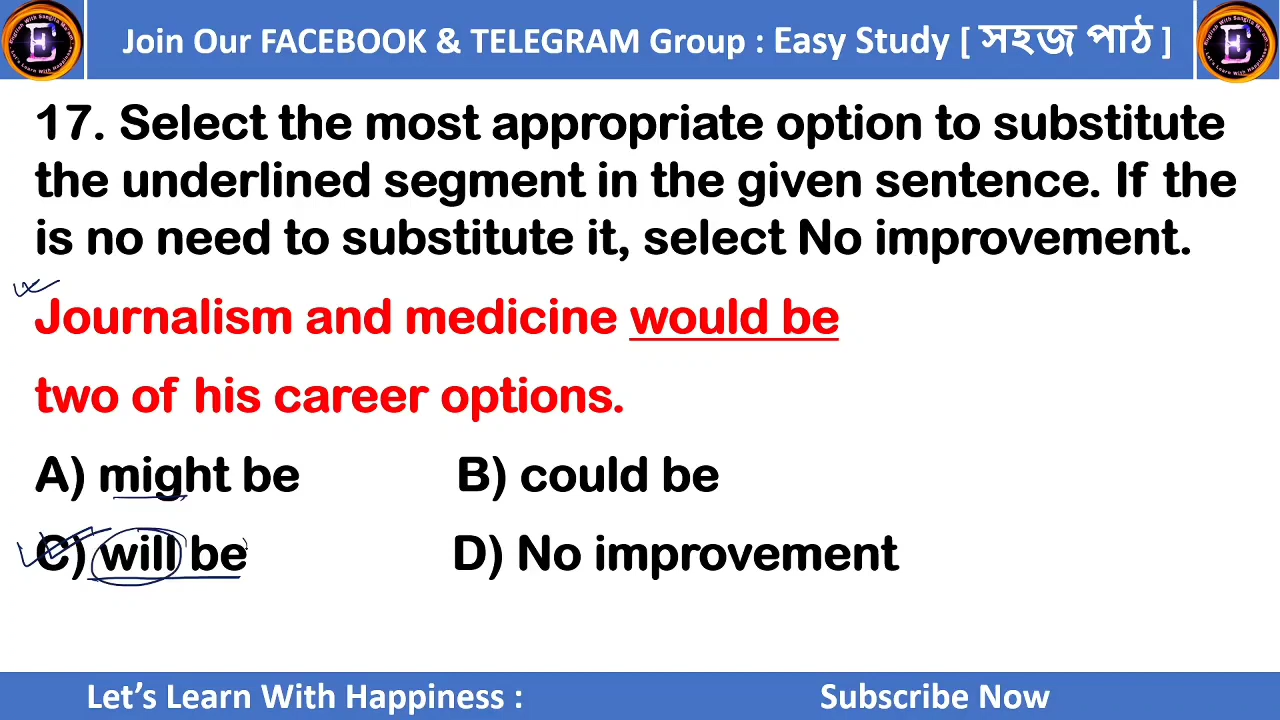 Join Our FACEBOOK & TELEGRAM Group : Easy Study [ সহজ পাঠ ]
17. Select the most appropriate option to substitute
the underlined segment in the given sentence. If the
is no need to substitute it, select No improvement.
Journalism and medicine would be
two of his career options.
A) might be B) could be
C) will be D) No improvement
Let's Learn With Happiness : Subscribe Now